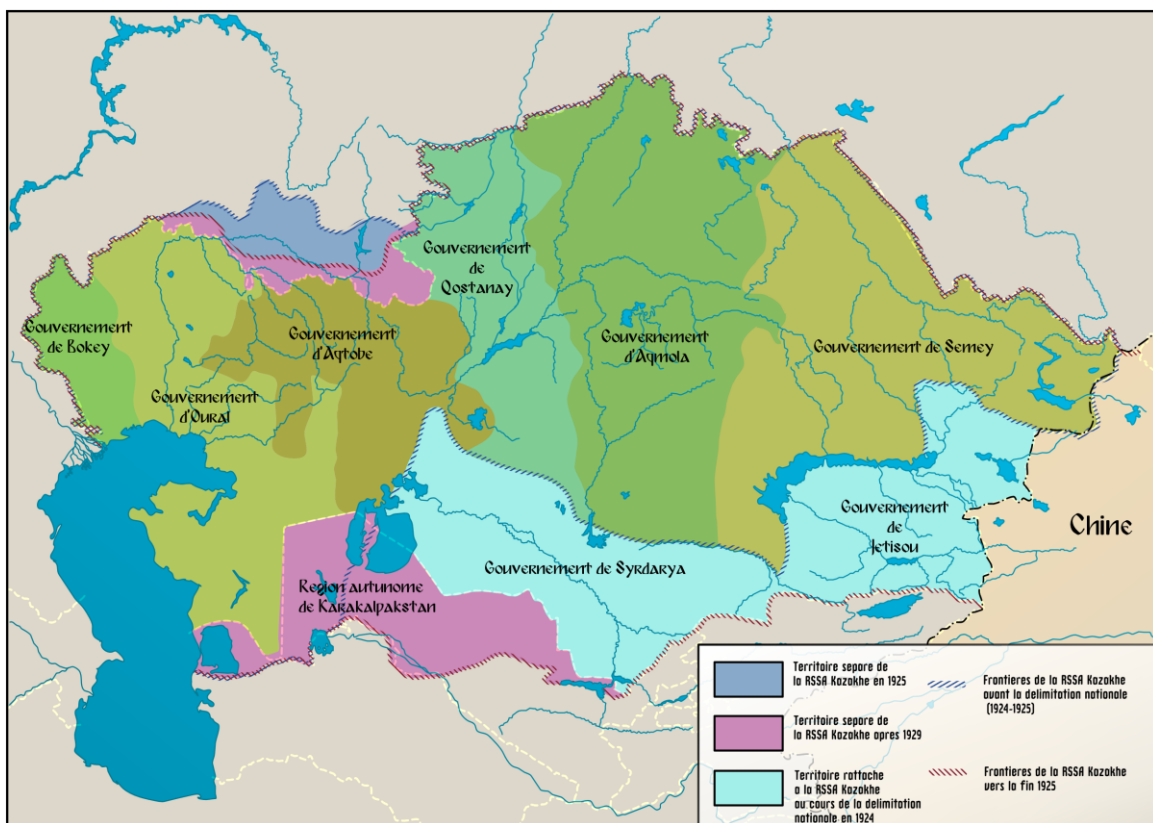 Gouvernement
de
Qostanay
Gouvernement
de Bokey
Gouvernement
d'Aqtobe
Gouvernement
d'Aqmola
Gouvernement de Semey
Gouvernement
d'Oural
Gouvernement
de
Jetisou
Chine
Gouvernement de Syrdarya
Region autunome
de Karakalpakstan
Territoire separe de
la RSSA Kazakhe en 1925
Territoire separe de
la RSSA Kazakhe apres 1929
Territoire rattache
a la RSSA Kazakhe
au cours de la delimitation
nationale en 1924
Frontieres de la RSSA Kazakhe
avant la delimitation nationale
(1924-1925)
Frontieres de la RSSA Kazakhe
vers la fin 1925